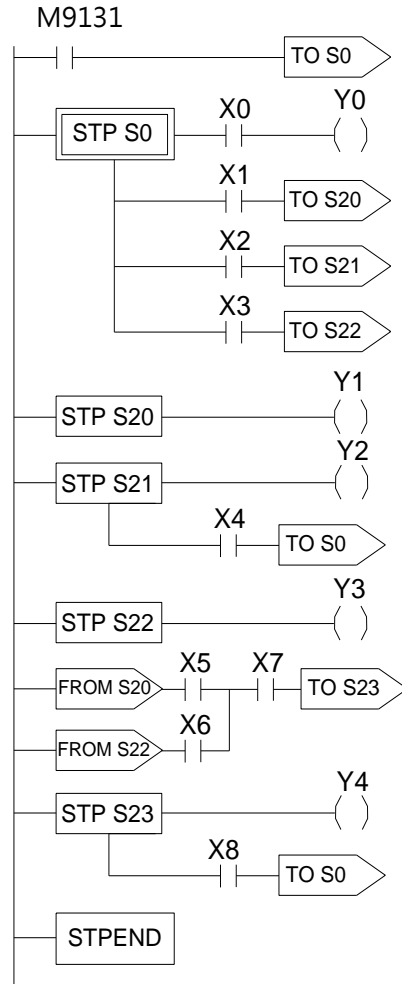 M9131
TO S0
STP S0 X0 Y0
X1 TO S20
X2 TO S21
X3 TO S22
STP S20 Y1
STP S21 Y2
X4 TO S0
STP S22 Y3
FROM S20 X5 X7 TO S23
FROM S22 X6
STP S23 Y4
X8 TO S0
STPEND